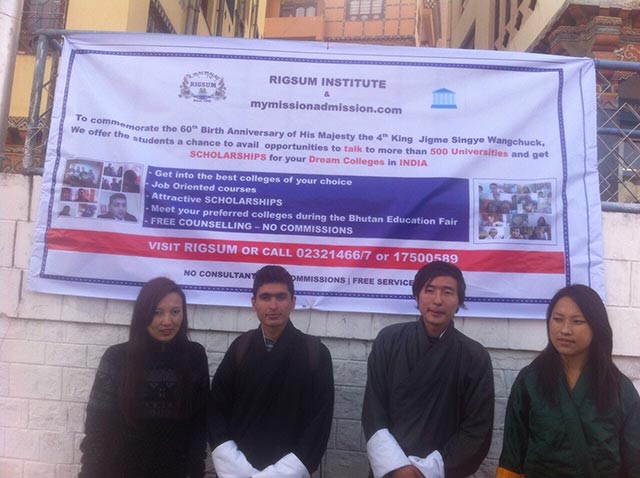 RIGSUM INSTITUTE
&
mymissionadmission.com
RIGSUM
To commemorate the 60th Birth Anniversary of His Majesty the 4th King Jigme Singye Wangchuck,
We offer the students a chance to avail opportunities to talk to more than 500 Universities and get
SCHOLARSHIPS for your Dream Colleges in INDIA
- Get into the best colleges of your choice
- Job Oriented courses
- Attractive SCHOLARSHIPS
- Meet your preferred colleges during the Bhutan Education Fair
- FREE COUNSELLING – NO COMMISSIONS
VISIT RIGSUM OR CALL 02321466/7 or 17500589
NO CONSULTAN COMMISSIONS | FREE SERVICE